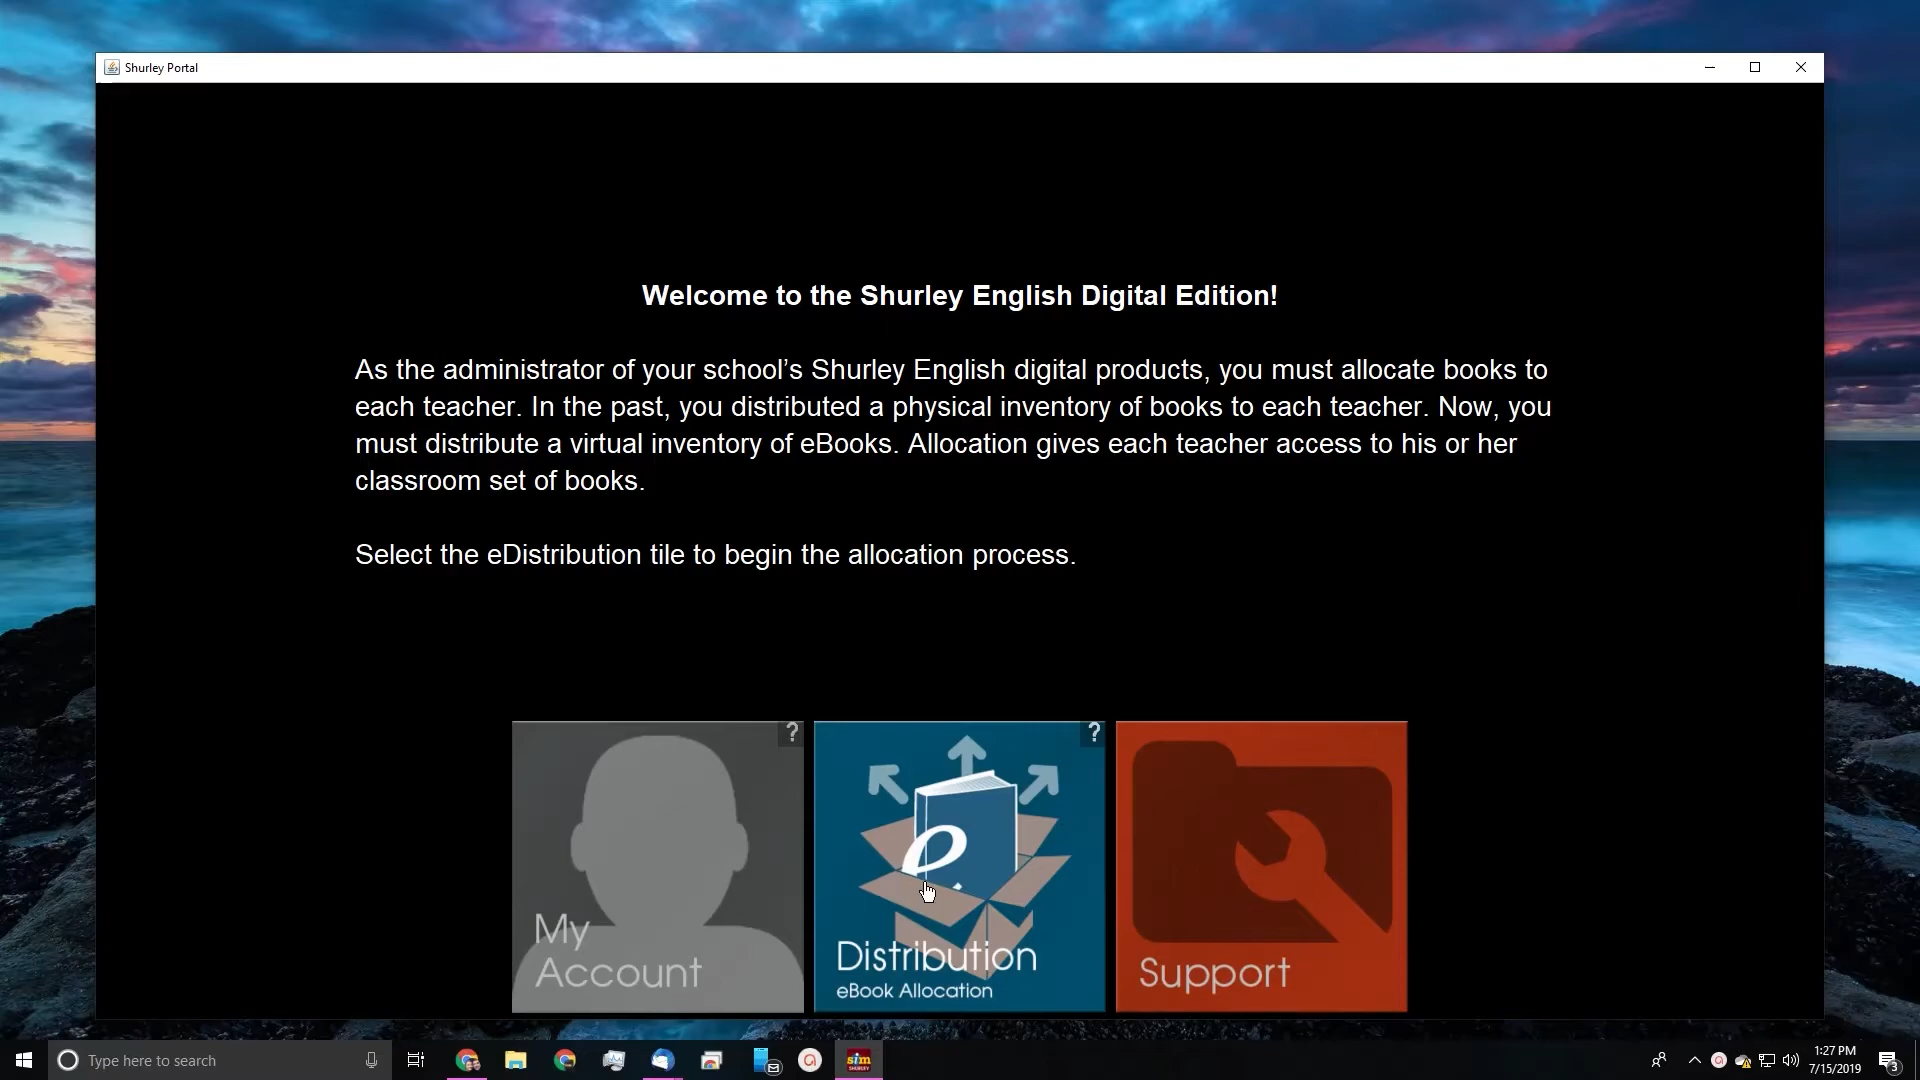 Shurley Portal
Welcome to the Shurley English Digital Edition!
As the administrator of your school’s Shurley English digital products, you must allocate books to
each teacher. In the past, you distributed a physical inventory of books to each teacher. Now, you
must distribute a virtual inventory of eBooks. Allocation gives each teacher access to his or her
classroom set of books.
Select the eDistribution tile to begin the allocation process.
?
?
e
My
Account
Distribution
eBook Allocation
Support
Type here to search
sim
SHURLEY
1:27 PM
7/15/2019
3